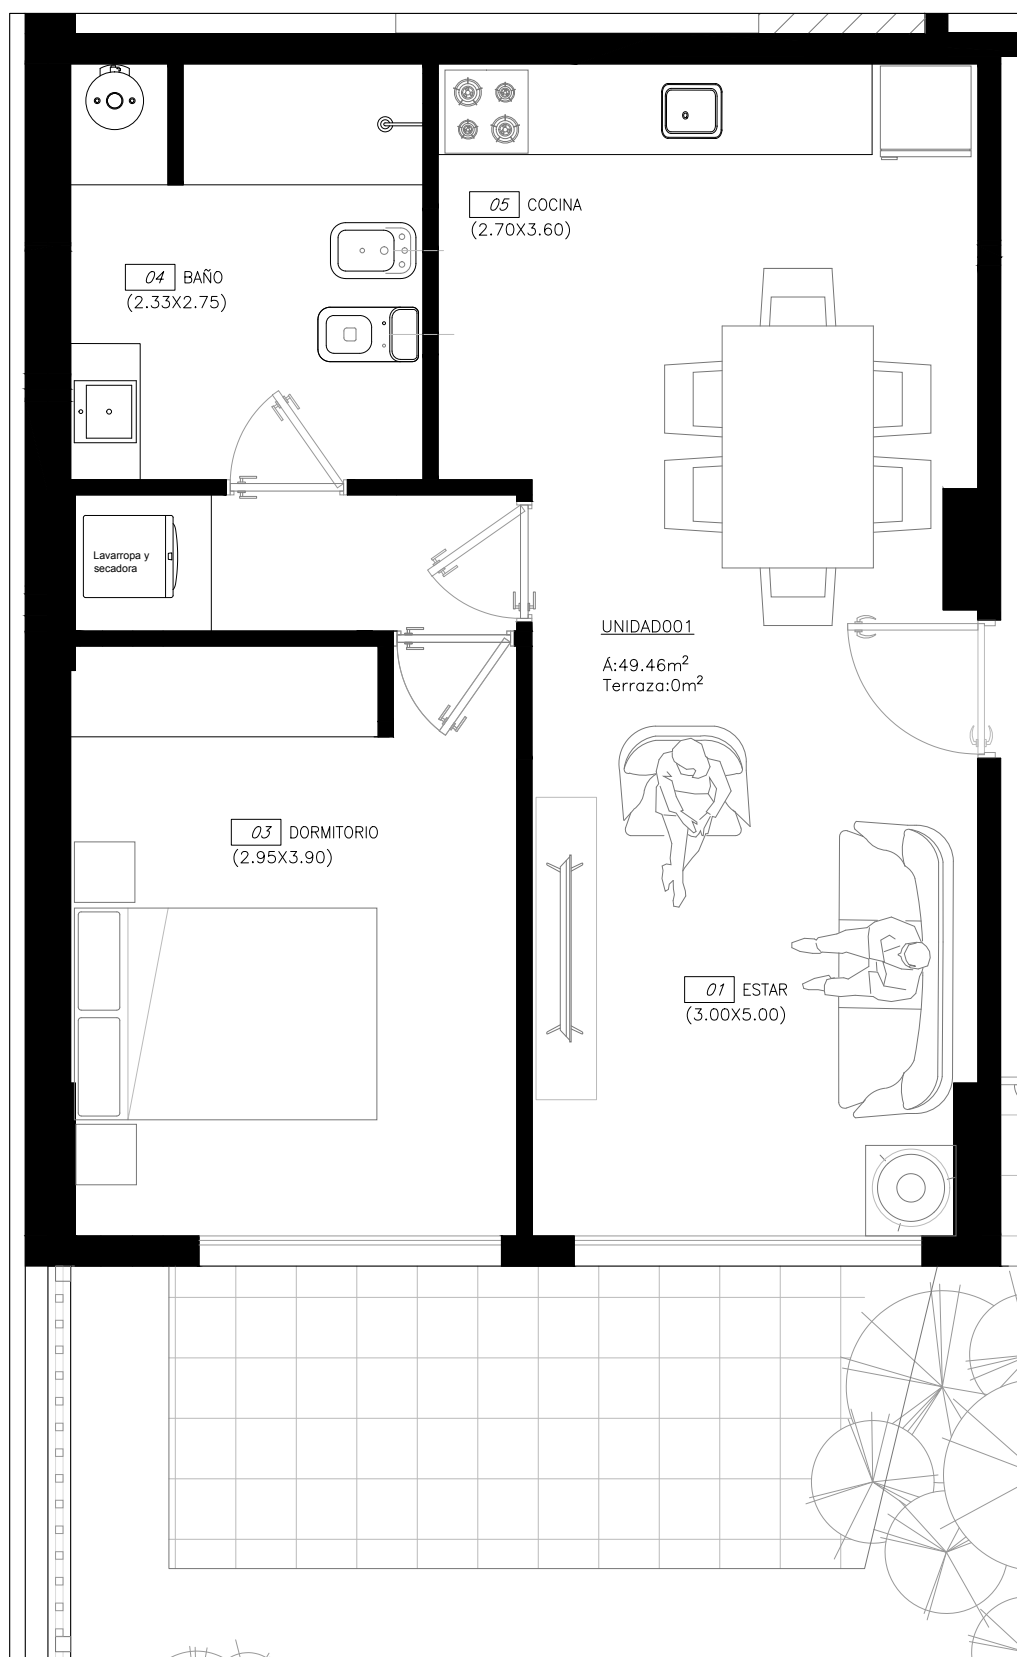 05 COCINA
(2.70X3.60)
04 BAÑO
(2.33X2.75)
Lavarropa y
secadora
UNIDAD001
Á:49.46m²
Terraza:0m²
03 DORMITORIO
(2.95X3.90)
01 ESTAR
(3.00X5.00)